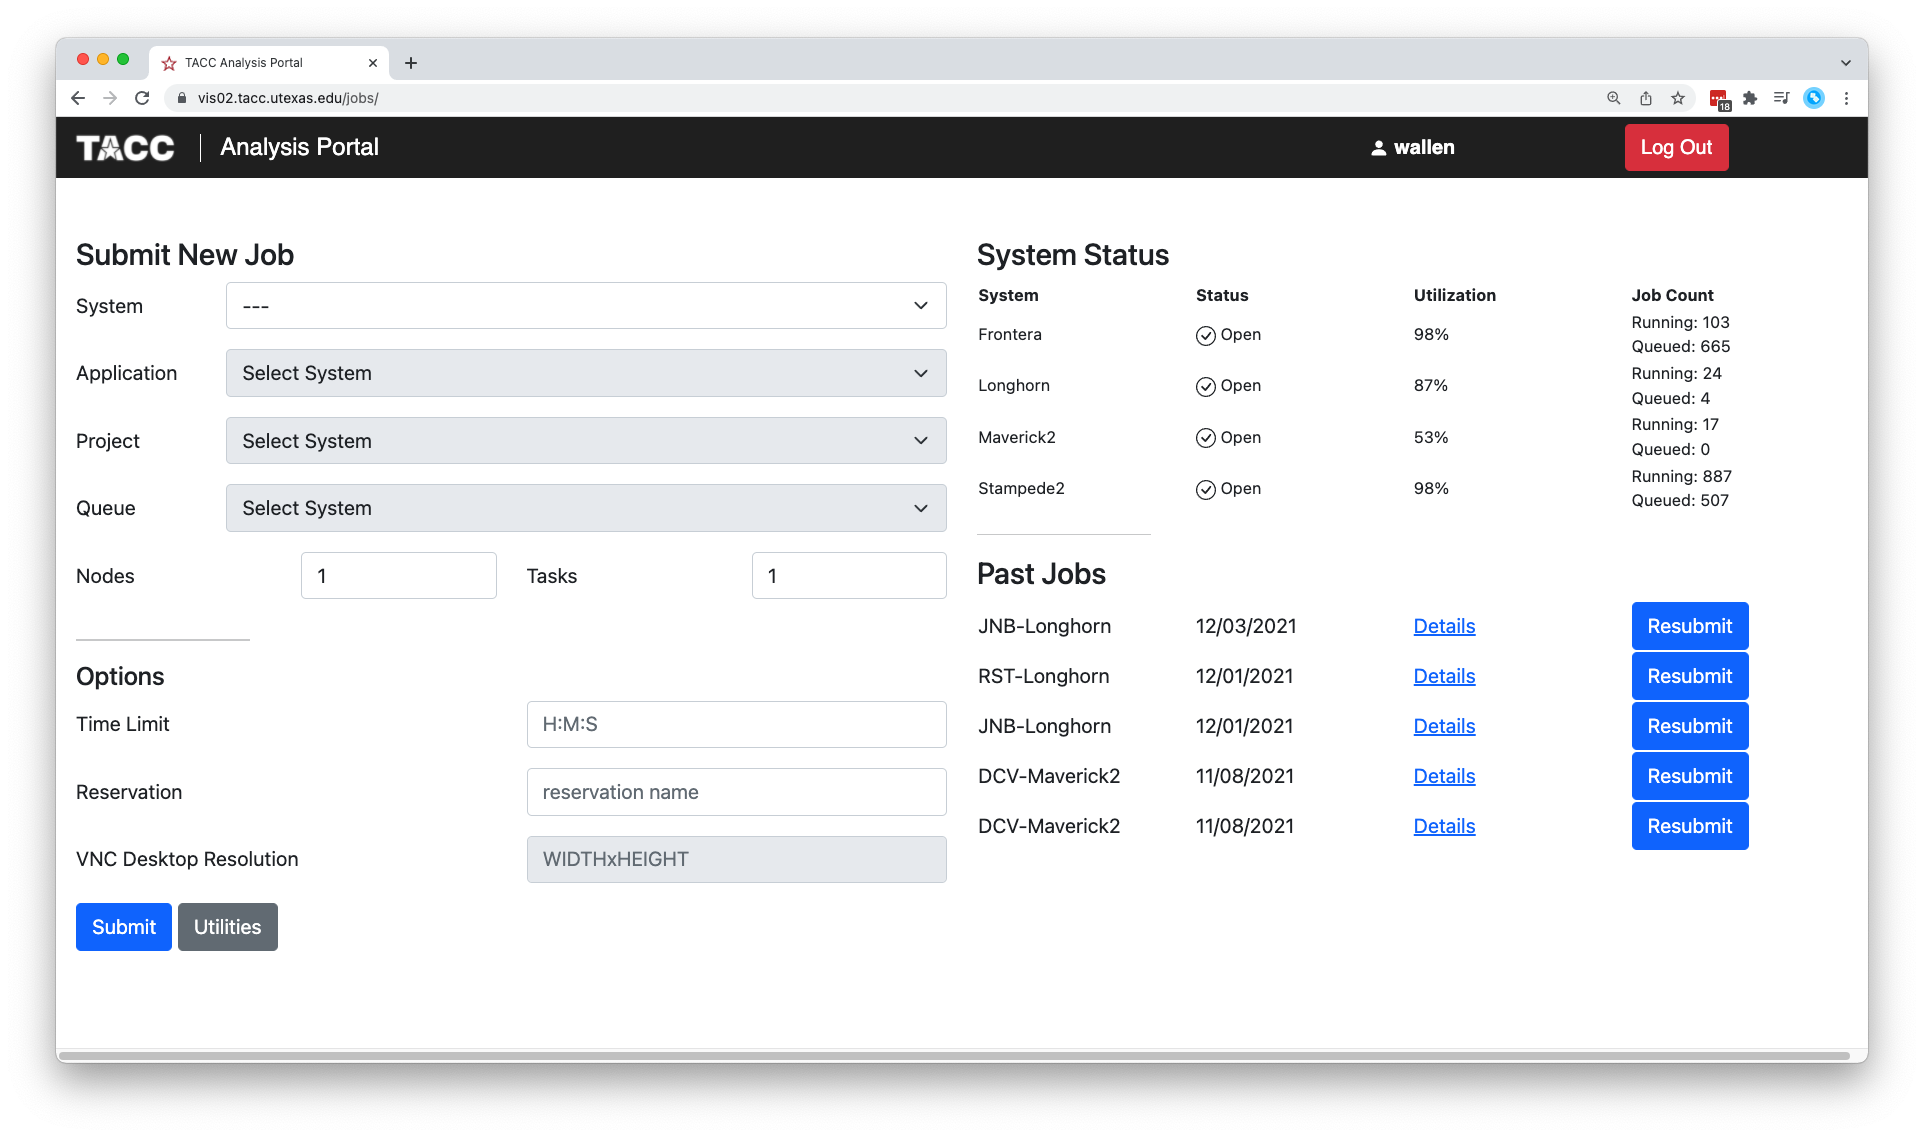 TACC Analysis Portal
vis02.tacc.utexas.edu/jobs/
18
TACC Analysis Portal
wallen
Log Out
Submit New Job
System
---
Application
Select System
Project
Select System
Queue
Select System
Nodes
1
Tasks
1
Options
Time Limit
H:M:S
Reservation
reservation name
VNC Desktop Resolution
WIDTHxHEIGHT
Submit
Utilities
System Status
System Status Utilization Job Count
Frontera Open 98% Running: 103
Queued: 665
Longhorn Open 87% Running: 24
Queued: 4
Maverick2 Open 53% Running: 17
Queued: 0
Stampede2 Open 98% Running: 887
Queued: 507
Past Jobs
JNB-Longhorn 12/03/2021 Details Resubmit
RST-Longhorn 12/01/2021 Details Resubmit
JNB-Longhorn 12/01/2021 Details Resubmit
DCV-Maverick2 11/08/2021 Details Resubmit
DCV-Maverick2 11/08/2021 Details Resubmit